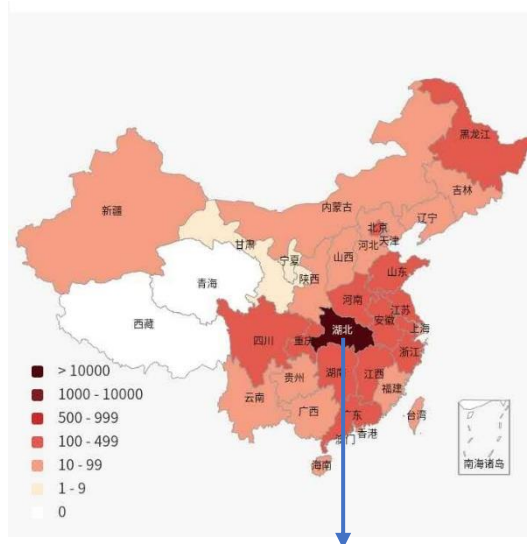 黑龙江
吉林
新疆
内蒙古
辽宁
北京
天津
河北
甘肃
宁夏
山西
陕西
山东
青海
河南
江苏
安徽
上海
西藏
湖北
四川
重庆
浙江
湖南
江西
贵州
福建
云南
广西
广东
台湾
香港
澳门
海南
南海诸岛
> 10000
1000 - 10000
500 - 999
100 - 499
10 - 99
1 - 9
0